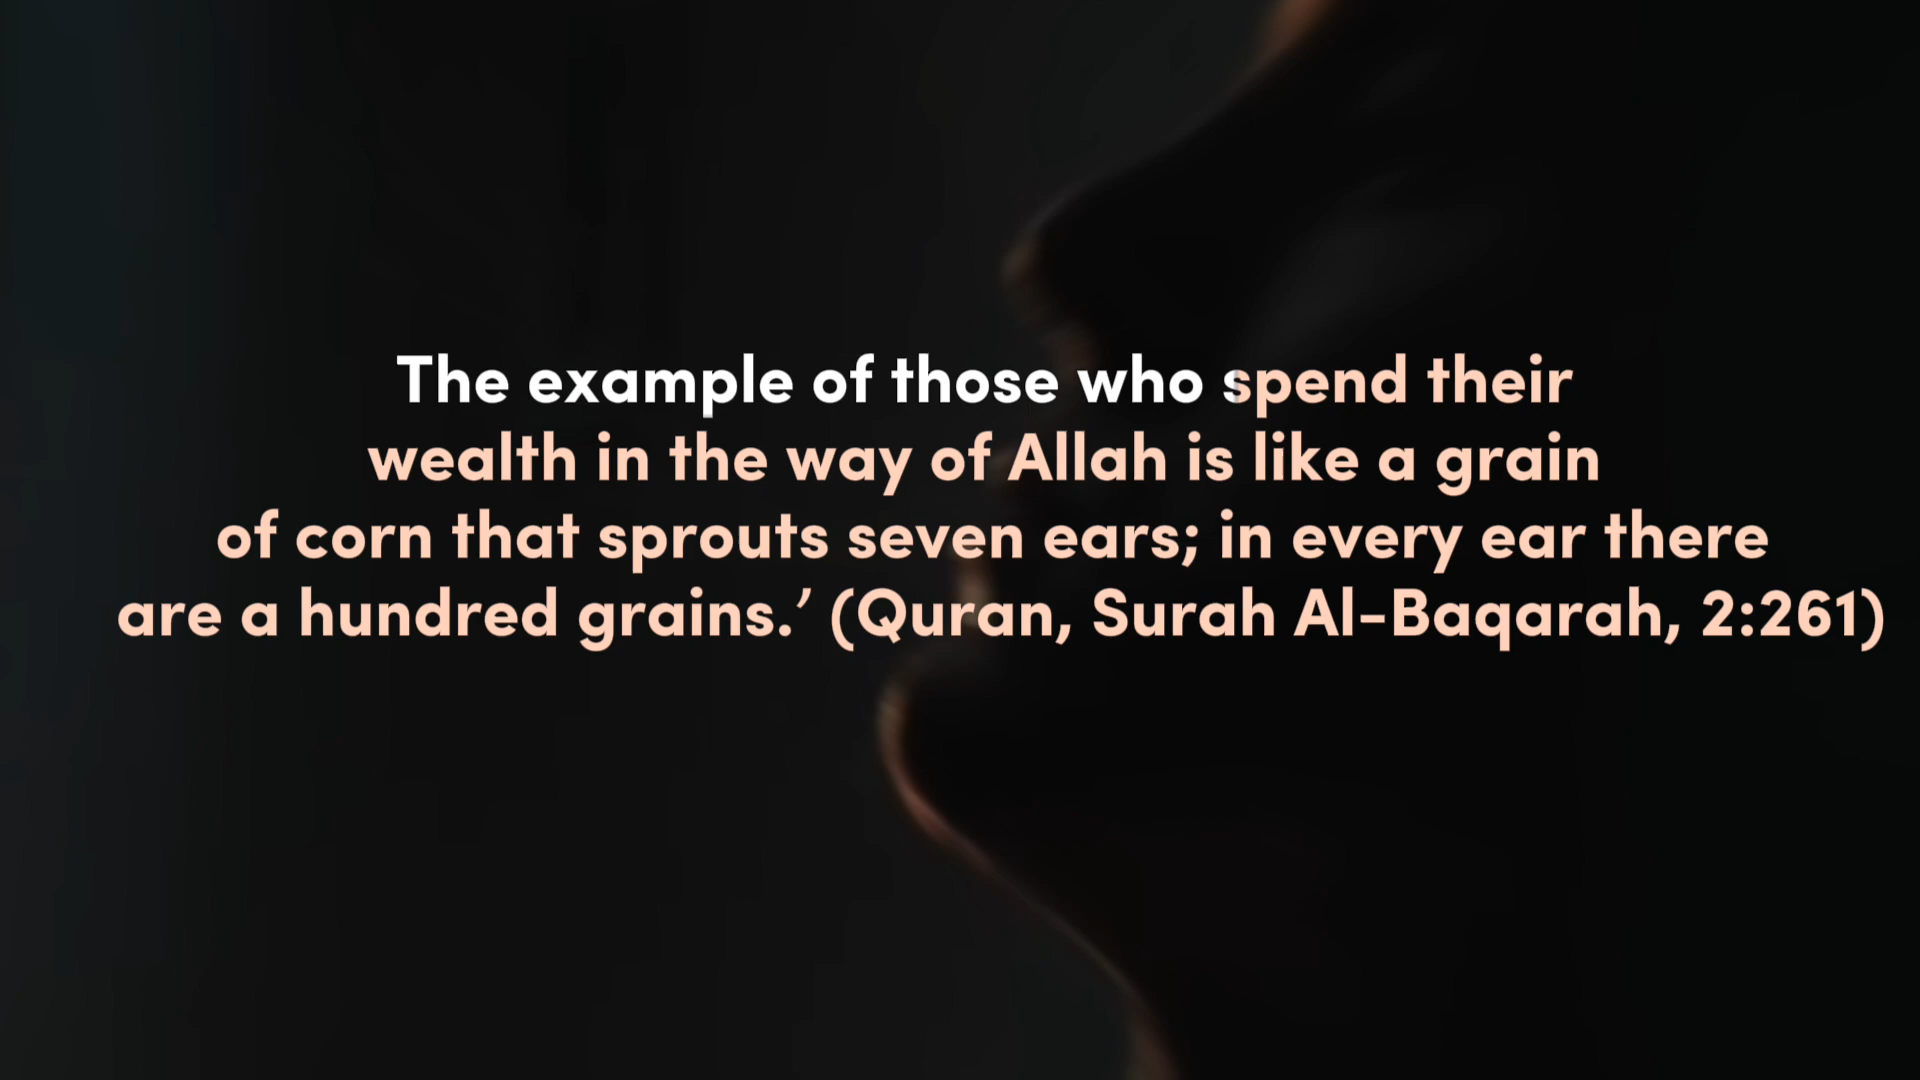 The example of those who spend their
wealth in the way of Allah is like a grain
of corn that sprouts seven ears; in every ear there
are a hundred grains.’ (Quran, Surah Al-Baqarah, 2:261)